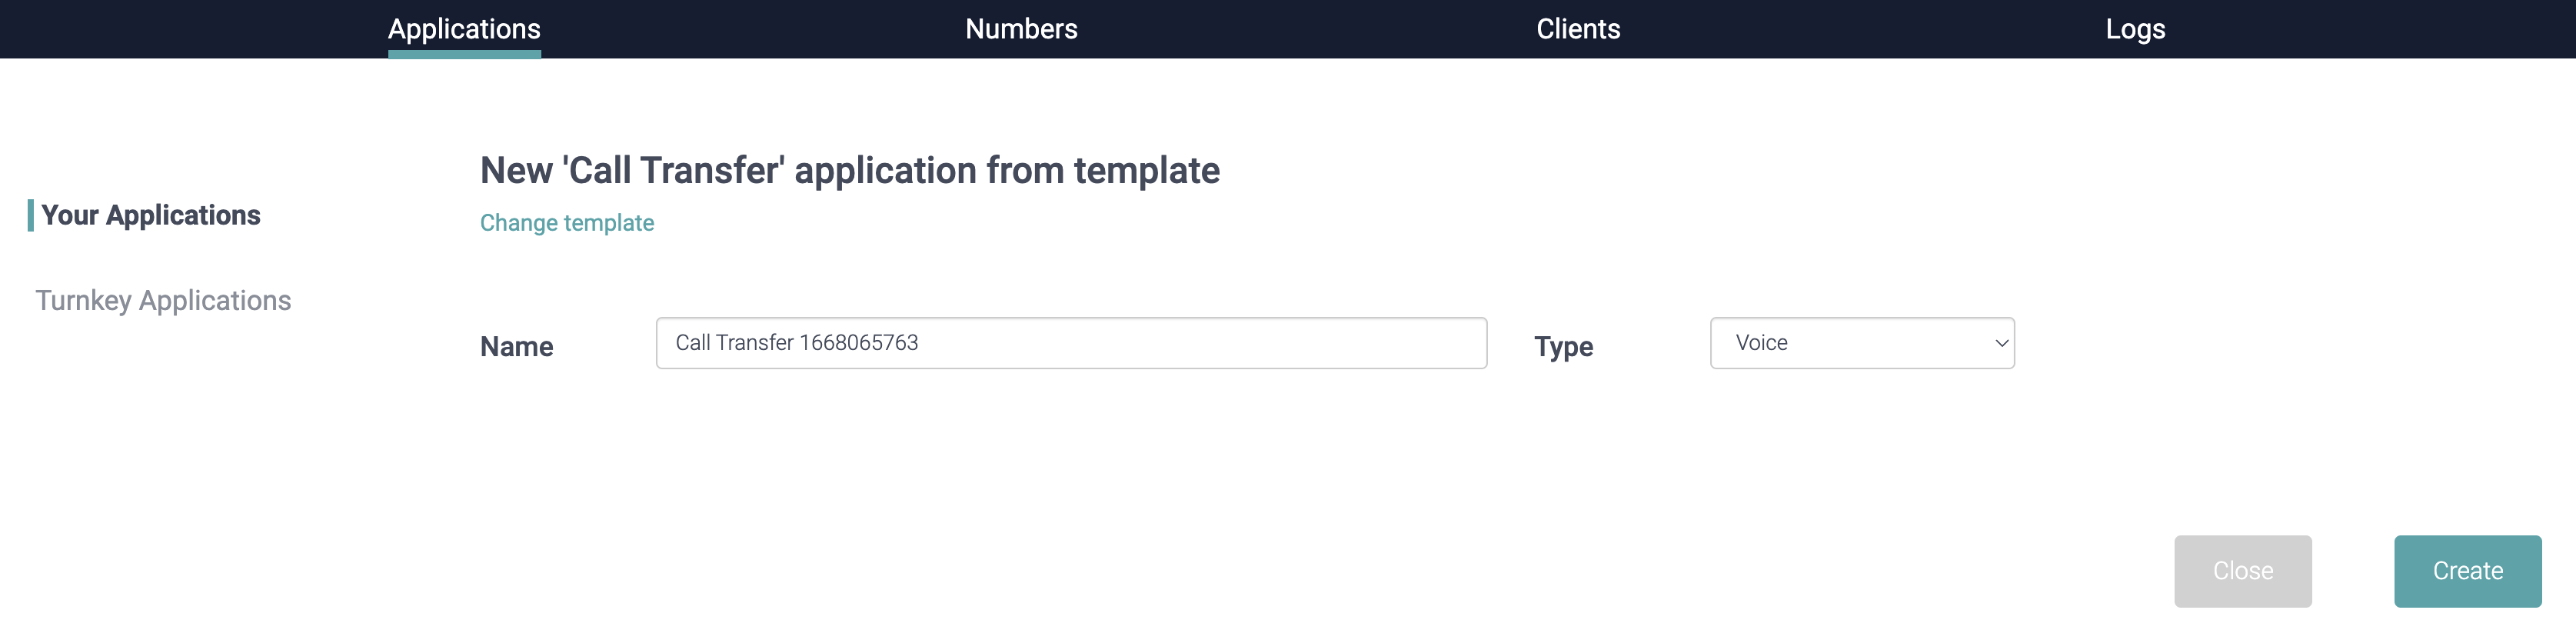 Applications Numbers Clients Logs
New 'Call Transfer' application from template
Your Applications
Change template
Turnkey Applications
Name Call Transfer 1668065763 Type Voice
Close Create